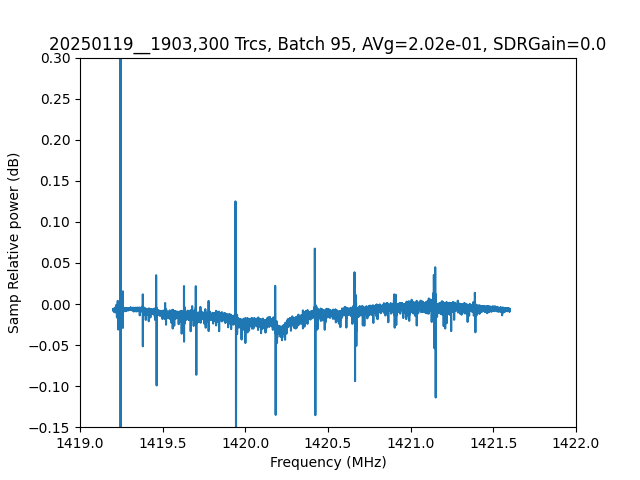 20250119__1903,300 Trcs, Batch 95, AVg=2.02e-01, SDRGain=0.0
Samp Relative power (dB)
0.30
0.25
0.20
0.15
0.10
0.05
0.00
−0.05
−0.10
−0.15
1419.0 1419.5 1420.0 1420.5 1421.0 1421.5 1422.0
Frequency (MHz)